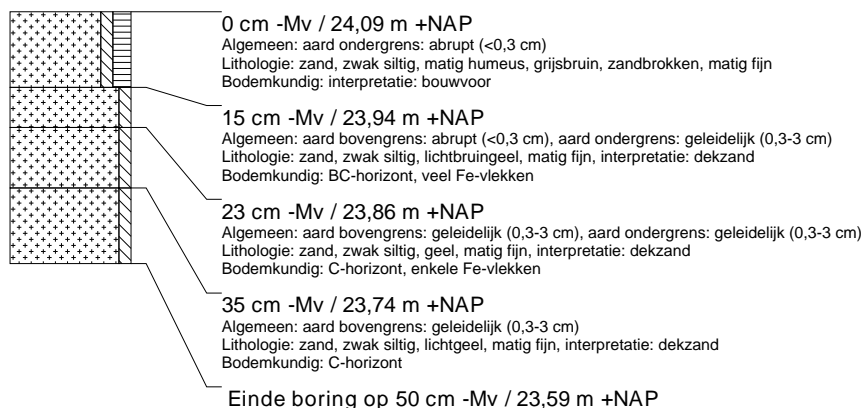 0 cm -Mv / 24,09 m +NAP
Algemeen: aard ondergrens: abrupt (<0,3 cm)
Lithologie: zand, zwak siltig, matig humeus, grijsbruin, zandbrokken, matig fijn
Bodemkundig: interpretatie: bouwvoor
15 cm -Mv / 23,94 m +NAP
Algemeen: aard bovengrens: abrupt (<0,3 cm), aard ondergrens: geleidelijk (0,3-3 cm)
Lithologie: zand, zwak siltig, lichtbruingeel, matig fijn, interpretatie: dekzand
Bodemkundig: BC-horizont, veel Fe-vlekken
23 cm -Mv / 23,86 m +NAP
Algemeen: aard bovengrens: geleidelijk (0,3-3 cm), aard ondergrens: geleidelijk (0,3-3 cm)
Lithologie: zand, zwak siltig, geel, matig fijn, interpretatie: dekzand
Bodemkundig: C-horizont, enkele Fe-vlekken
35 cm -Mv / 23,74 m +NAP
Algemeen: aard bovengrens: geleidelijk (0,3-3 cm)
Lithologie: zand, zwak siltig, lichtgeel, matig fijn, interpretatie: dekzand
Bodemkundig: C-horizont
Einde boring op 50 cm -Mv / 23,59 m +NAP